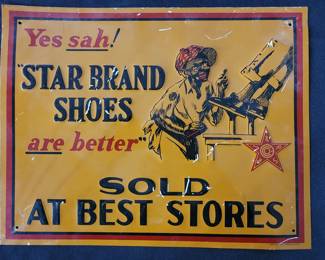 Yes sah!
"STAR BRAND
SHOES
are better"
SOLD
AT BEST STORES